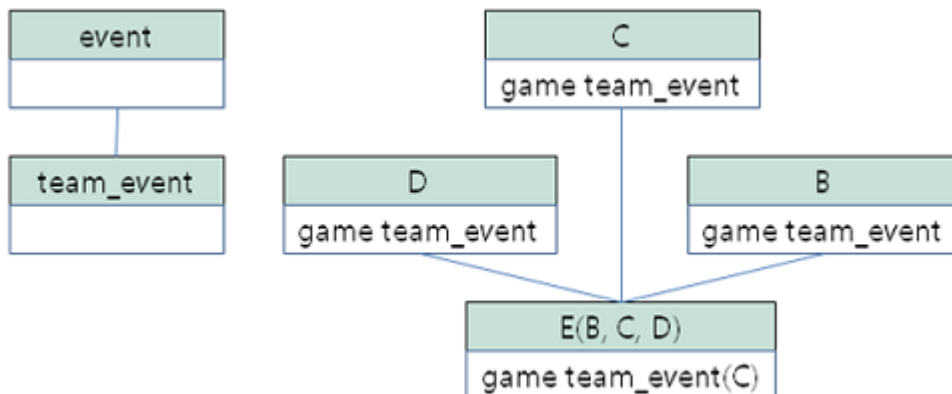 event
team_event
C
game team_event
D
game team_event
B
game team_event
E(B, C, D)
game team_event(C)